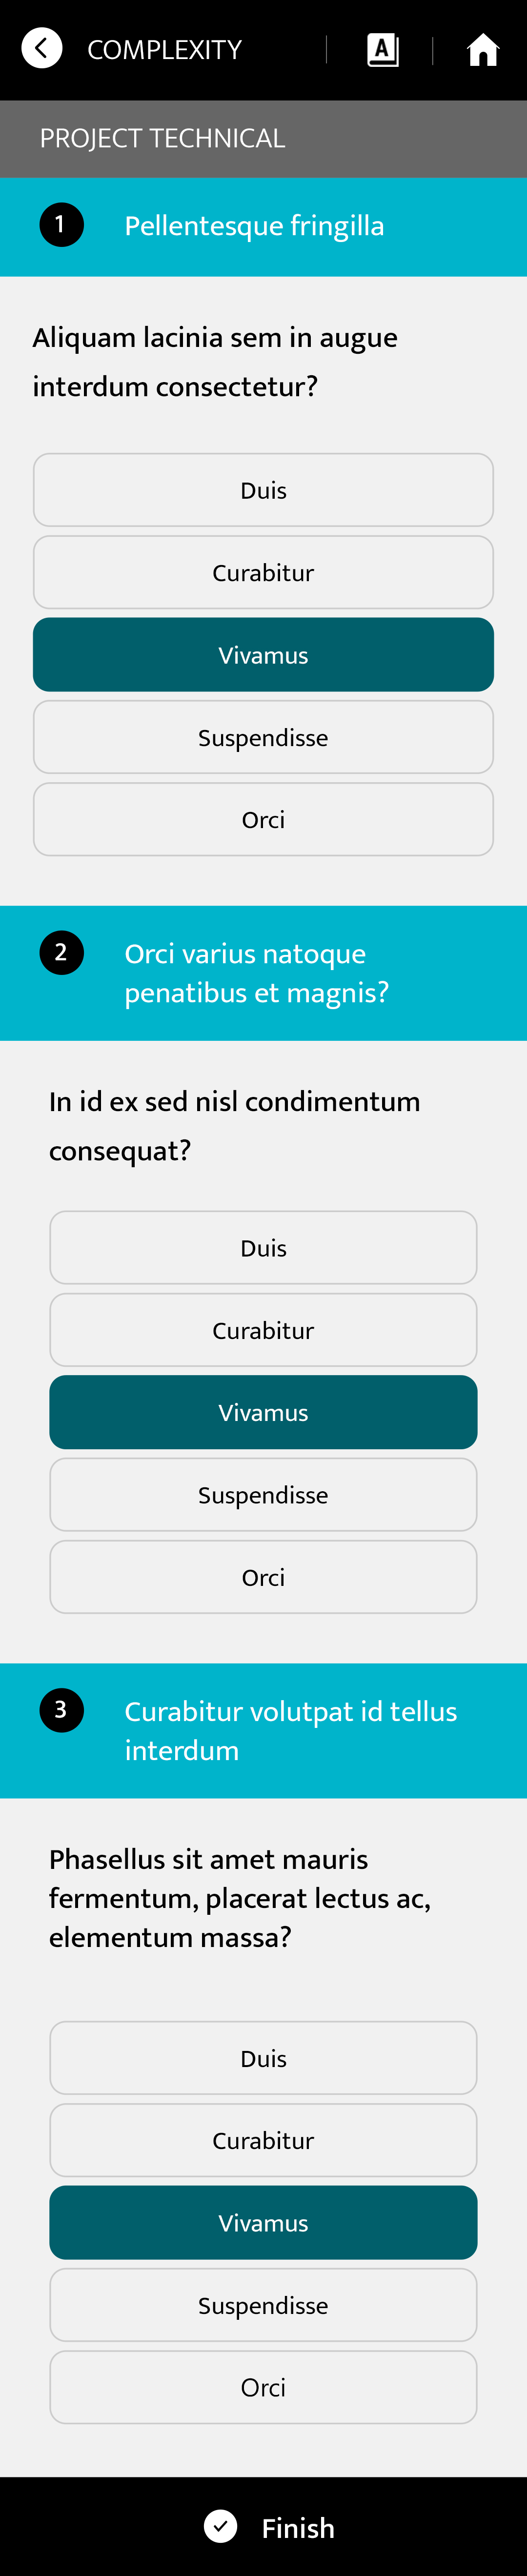 COMPLEXITY
A
PROJECT TECHNICAL
1
Pellentesque fringilla
Aliquam lacinia sem in augue
interdum consectetur?
Duis
Curabitur
Vivamus
Suspendisse
Orci
2
Orci varius natoque
penatibus et magnis?
In id ex sed nisl condimentum
consequat?
Duis
Curabitur
Vivamus
Suspendisse
Orci
3
Curabitur volutpat id tellus
interdum
Phasellus sit amet mauris
fermentum, placerat lectus ac,
elementum massa?
Duis
Curabitur
Vivamus
Suspendisse
Orci
Finish